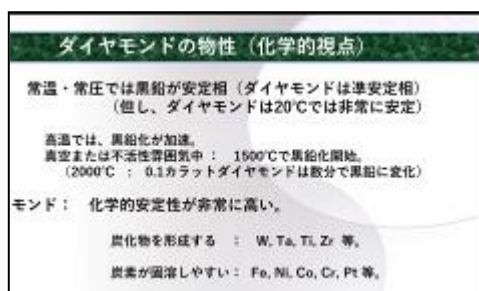 ダイヤモンドの物性(化学的視点)
常温・常圧では黒鉛が安定相(ダイヤモンドは準安定相)
(但し、ダイヤモンドは20℃では非常に安定)
高温では、黒鉛化が加速。
真空または不活性雰囲気中: 1500℃で黒鉛化開始。
(2000℃ : 0.1カラットダイヤモンドは数分で黒鉛に変化)
モンド: 化学的安定性が非常に高い。
炭化物を形成する : W, Ta, Ti, Zr 等。
炭素が固溶しやすい: Fe, Ni, Co, Cr, Pt 等。